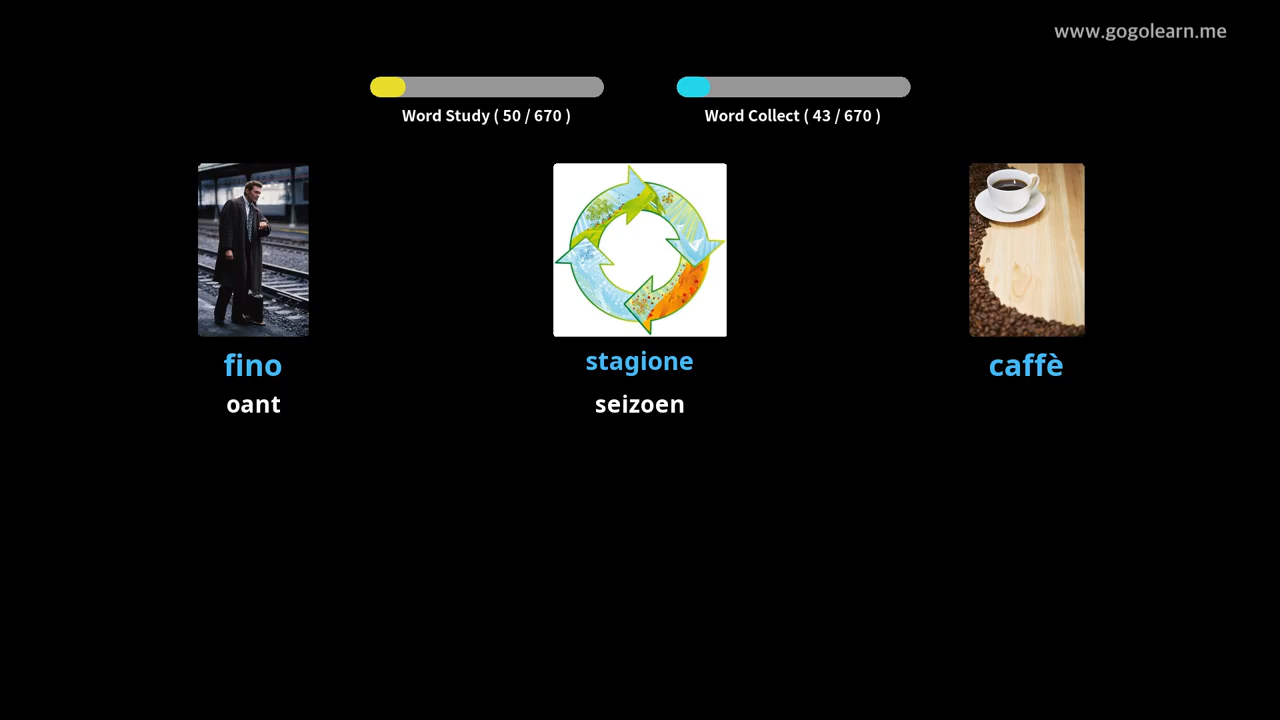 www.gogolearn.me
Word Study ( 50 / 670 )
Word Collect ( 43 / 670 )
fino
stagione
caffè
oant
seizoen